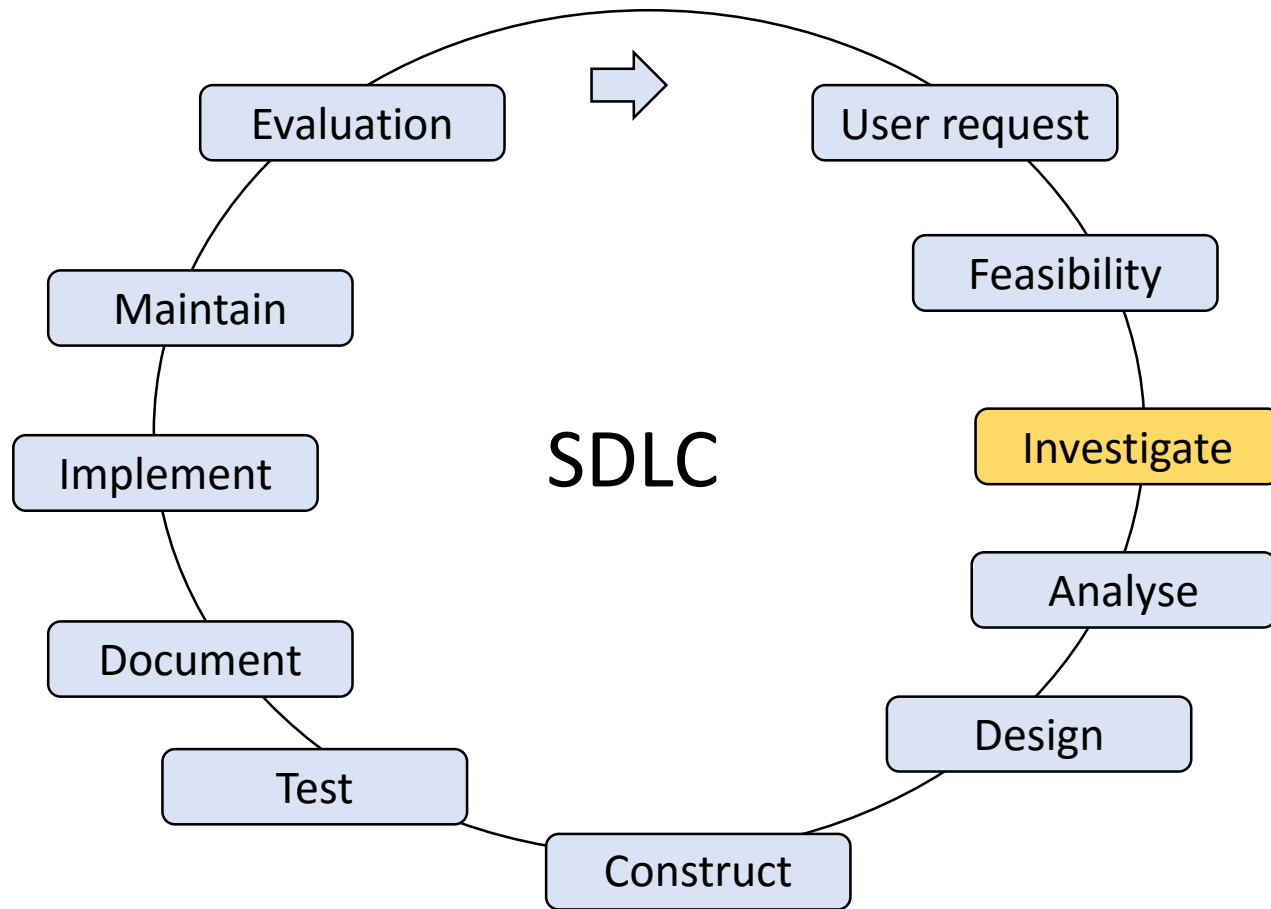 Evaluation
User request
Maintain
Feasibility
Implement
SDLC
Investigate
Document
Analyse
Test
Design
Construct